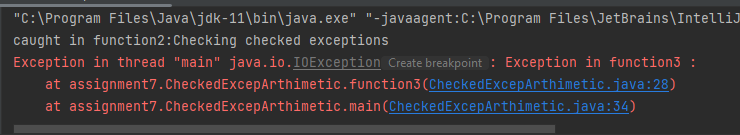 "C:\Program Files\Java\jdk-11\bin\java.exe" "-javaagent:C:\Program Files\JetBrains\IntelliJ
caught in function2:Checking checked exceptions
Exception in thread "main" java.io.IOException Create breakpoint : Exception in function3 :
at assignment7.CheckedExcepArthimetic.function3(CheckedExcepArthimetic.java:28)
at assignment7.CheckedExcepArthimetic.main(CheckedExcepArthimetic.java:34)